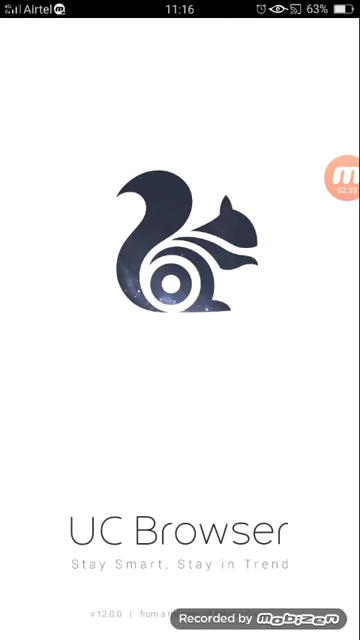 4G Airtel 11:16 63%
02:33
UC Browser
Stay Smart, Stay in Trend
v 12.0.0 | from a
Recorded by Mobizen